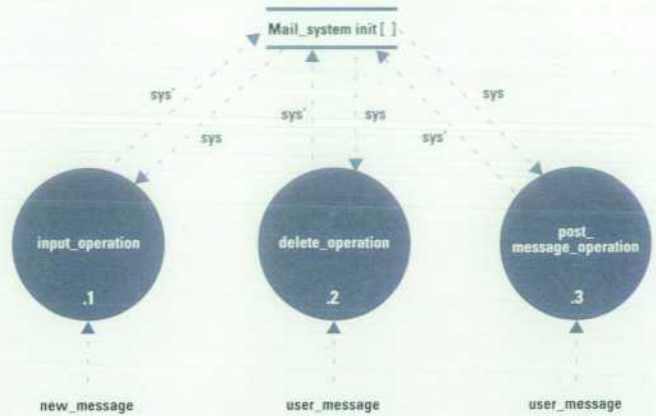 Mail_system init [ ]
sys'
sys
sys'
sys
sys
sys'
input_operation
.1
delete_operation
.2
post_
message_operation
.3
new_message
user_message
user_message